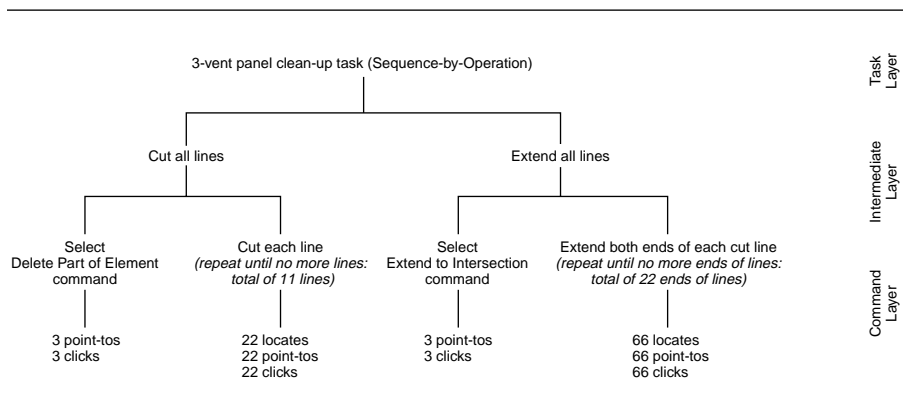 3-vent panel clean-up task (Sequence-by-Operation)
Task
Layer
Cut all lines
Extend all lines
Intermediate
Layer
Select
Delete Part of Element
command
Cut each line
(repeat until no more lines:
total of 11 lines)
Select
Extend to Intersection
command
Extend both ends of each cut line
(repeat until no more ends of lines:
total of 22 ends of lines)
Command
Layer
3 point-tos
3 clicks
22 locates
22 point-tos
22 clicks
3 point-tos
3 clicks
66 locates
66 point-tos
66 clicks